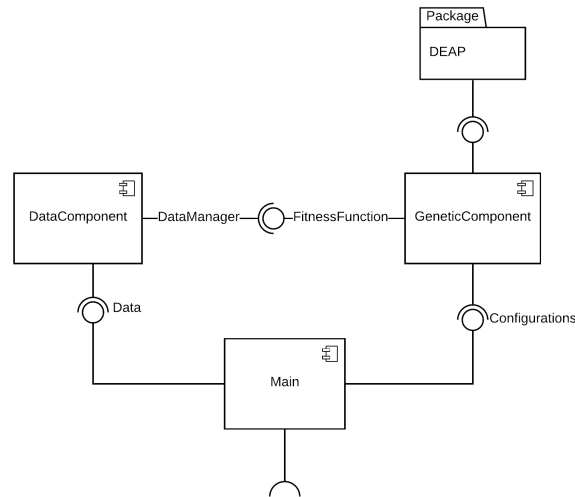 Package
DEAP
DataComponent
DataManager
FitnessFunction
GeneticComponent
Data
Configurations
Main